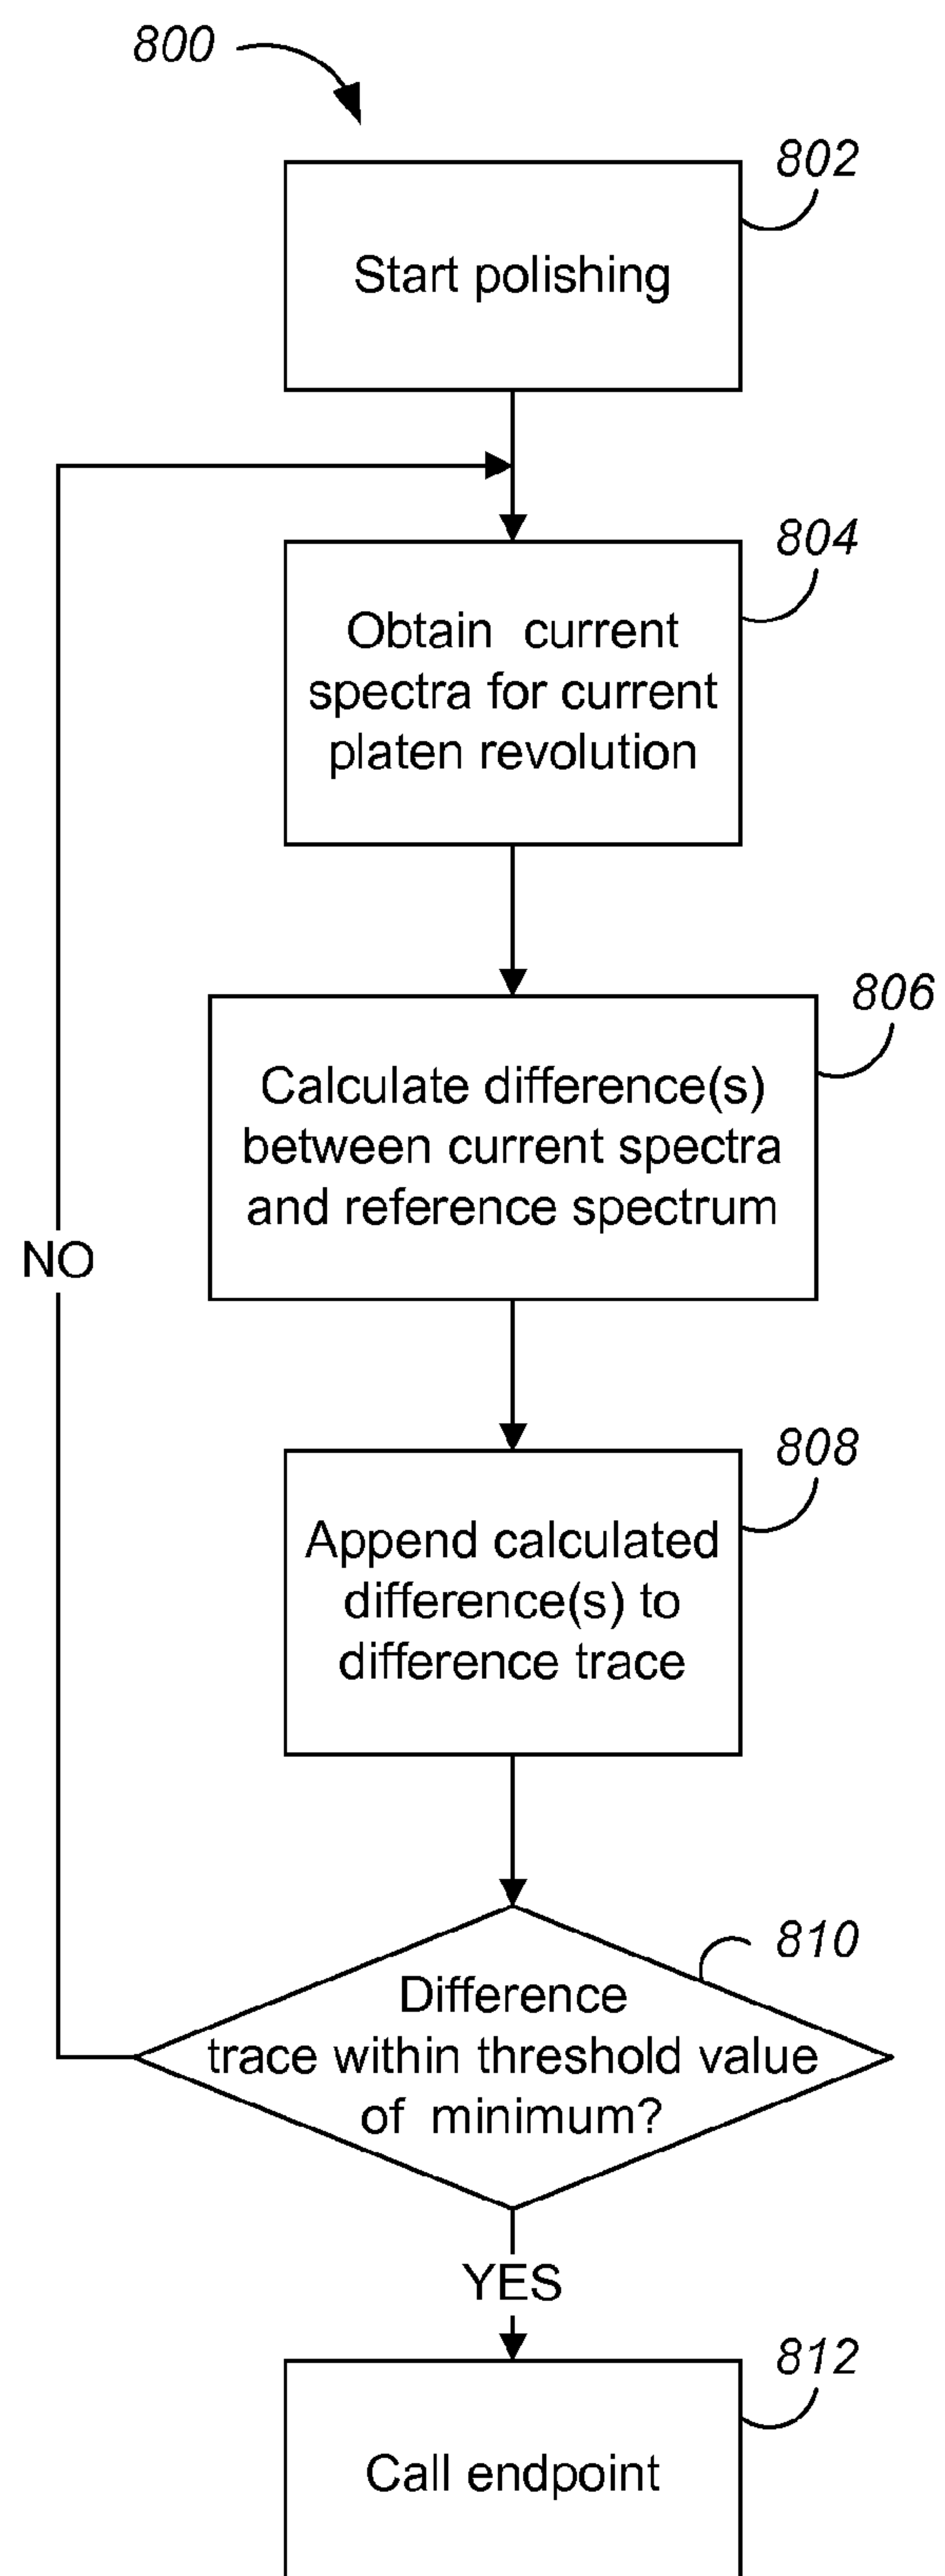 800
802
Start polishing
804
Obtain current
spectra for current
platen revolution
806
Calculate difference(s)
between current spectra
and reference spectrum
NO
808
Append calculated
difference(s) to
difference trace
810
Difference
trace within threshold value
of minimum?
YES
812
Call endpoint